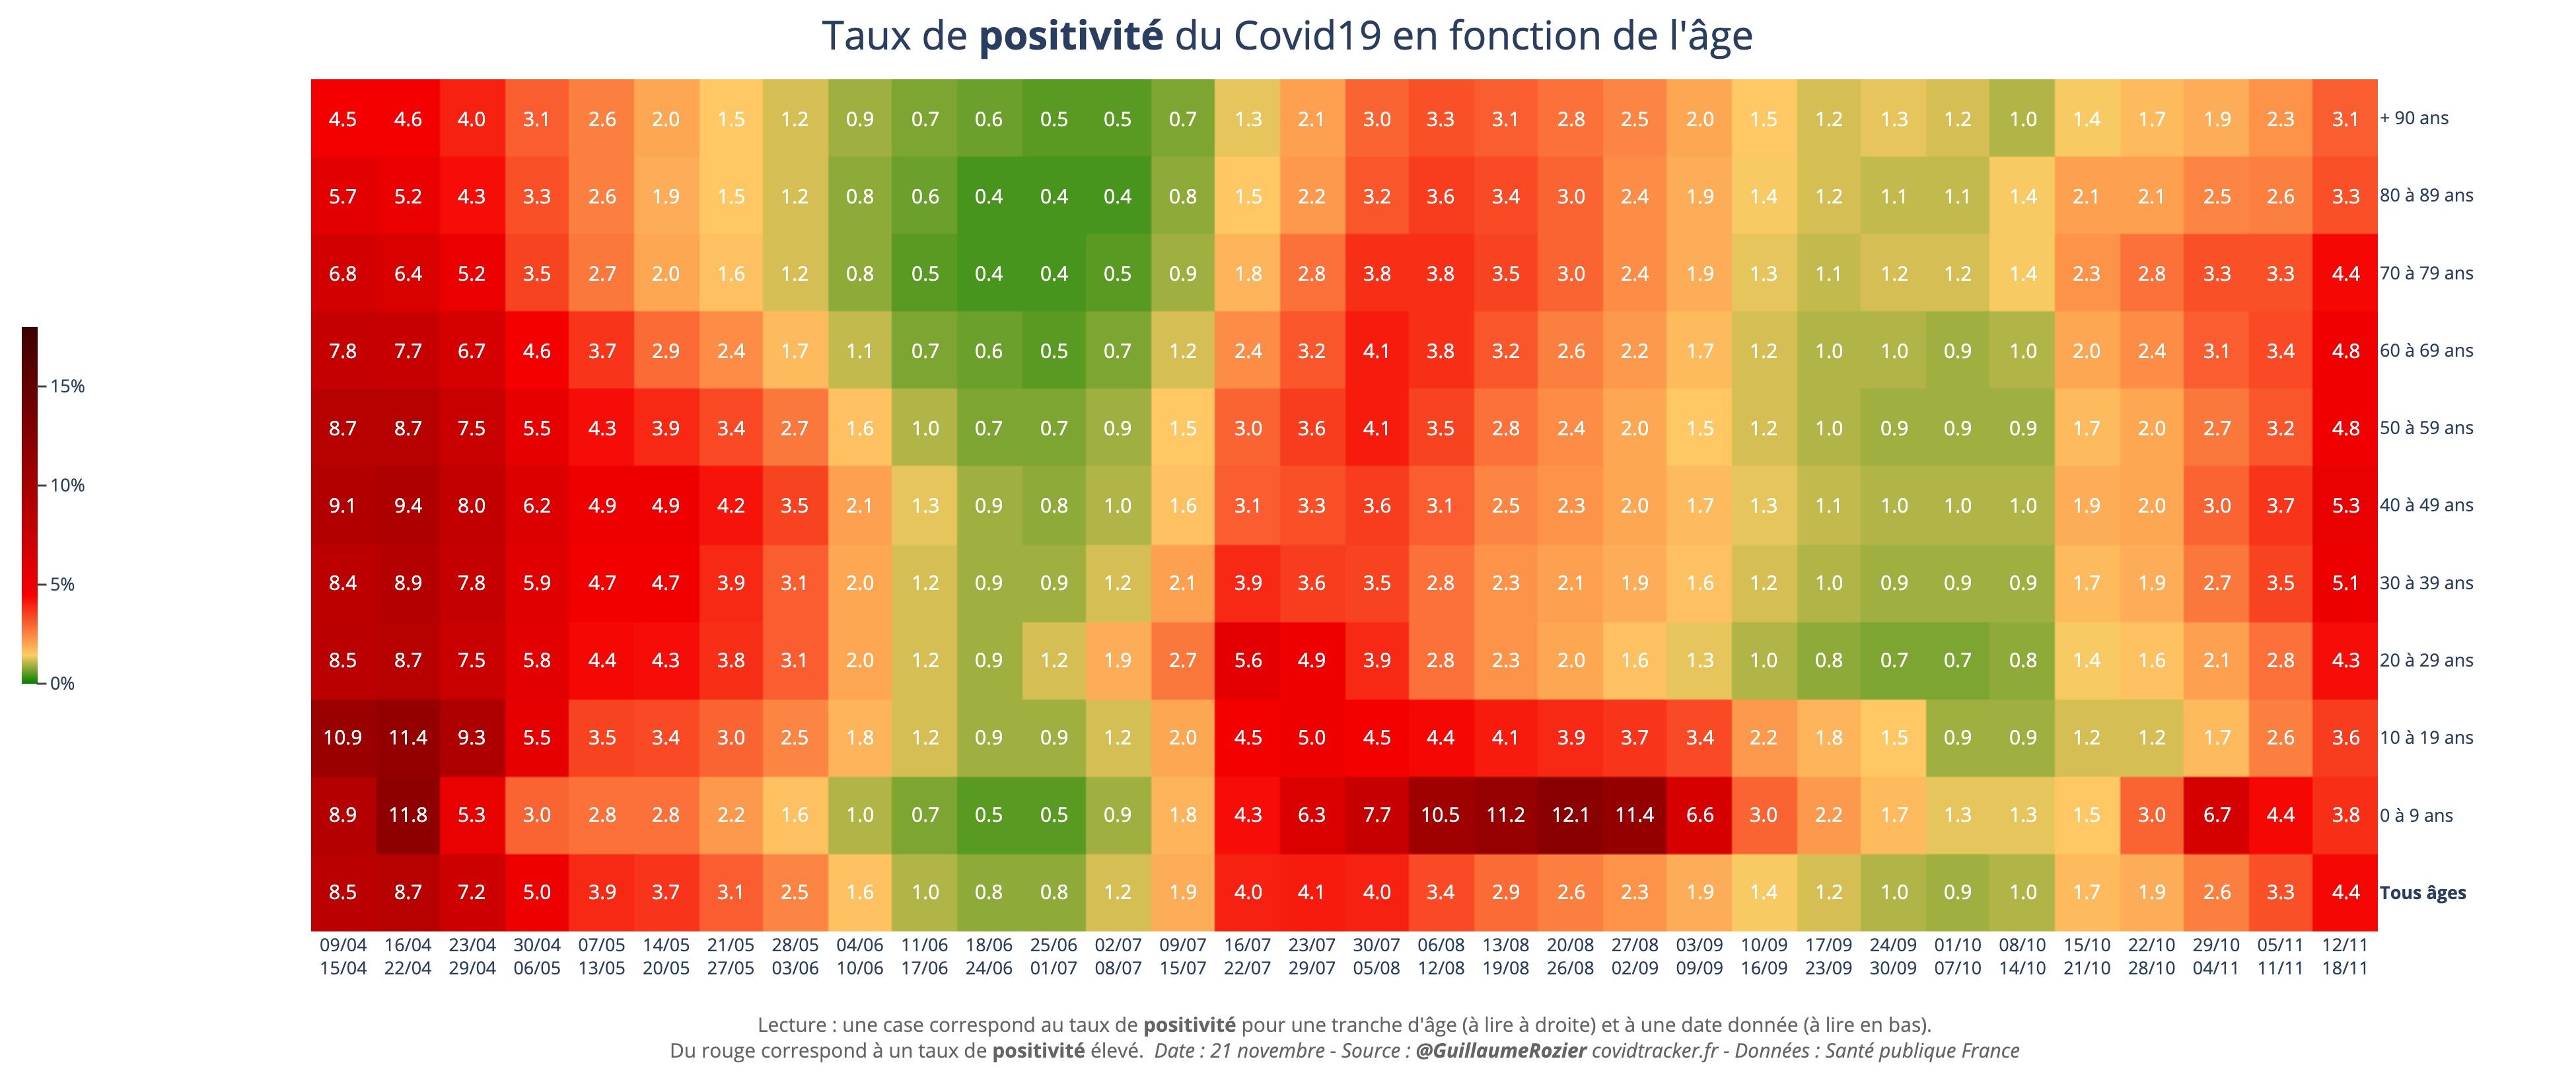 Taux de positivité du Covid19 en fonction de l'âge
4.5 4.6 4.0 3.1 2.6 2.0 1.5 1.2 0.9 0.7 0.6 0.5 0.5 0.7 1.3 2.1 3.0 3.3 3.1 2.8 2.5 2.0 1.5 1.2 1.3 1.2 1.0 1.4 1.7 1.9 2.3 3.1 + 90 ans
5.7 5.2 4.3 3.3 2.6 1.9 1.5 1.2 0.8 0.6 0.4 0.4 0.4 0.8 1.5 2.2 3.2 3.6 3.4 3.0 2.4 1.9 1.4 1.2 1.1 1.1 1.4 2.1 2.1 2.5 2.6 3.3 80 à 89 ans
6.8 6.4 5.2 3.5 2.7 2.0 1.6 1.2 0.8 0.5 0.4 0.4 0.5 0.9 1.8 2.8 3.8 3.8 3.5 3.0 2.4 1.9 1.3 1.1 1.2 1.2 1.4 2.3 2.8 3.3 3.3 4.4 70 à 79 ans
7.8 7.7 6.7 4.6 3.7 2.9 2.4 1.7 1.1 0.7 0.6 0.5 0.7 1.2 2.4 3.2 4.1 3.8 3.2 2.6 2.2 1.7 1.2 1.0 1.0 0.9 1.0 2.0 2.4 3.1 3.4 4.8 60 à 69 ans
15%
8.7 8.7 7.5 5.5 4.3 3.9 3.4 2.7 1.6 1.0 0.7 0.7 0.9 1.5 3.0 3.6 4.1 3.5 2.8 2.4 2.0 1.5 1.2 1.0 0.9 0.9 0.9 1.7 2.0 2.7 3.2 4.8 50 à 59 ans
10%
9.1 9.4 8.0 6.2 4.9 4.9 4.2 3.5 2.1 1.3 0.9 0.8 1.0 1.6 3.1 3.3 3.6 3.1 2.5 2.3 2.0 1.7 1.3 1.1 1.0 1.0 1.0 1.9 2.0 3.0 3.7 5.3 40 à 49 ans
5%
8.4 8.9 7.8 5.9 4.7 4.7 3.9 3.1 2.0 1.2 0.9 0.9 1.2 2.1 3.9 3.6 3.5 2.8 2.3 2.1 1.9 1.6 1.2 1.0 0.9 0.9 0.9 1.7 1.9 2.7 3.5 5.1 30 à 39 ans
8.5 8.7 7.5 5.8 4.4 4.3 3.8 3.1 2.0 1.2 0.9 1.2 1.9 2.7 5.6 4.9 3.9 2.8 2.3 2.0 1.6 1.3 1.0 0.8 0.7 0.7 0.8 1.4 1.6 2.1 2.8 4.3 20 à 29 ans
0%
10.9 11.4 9.3 5.5 3.5 3.4 3.0 2.5 1.8 1.2 0.9 0.9 1.2 2.0 4.5 5.0 4.5 4.4 4.1 3.9 3.7 3.4 2.2 1.8 1.5 0.9 0.9 1.2 1.2 1.7 2.6 3.6 10 à 19 ans
8.9 11.8 5.3 3.0 2.8 2.8 2.2 1.6 1.0 0.7 0.5 0.5 0.9 1.8 4.3 6.3 7.7 10.5 11.2 12.1 11.4 6.6 3.0 2.2 1.7 1.3 1.3 1.5 3.0 6.7 4.4 3.8 0 à 9 ans
8.5 8.7 7.2 5.0 3.9 3.7 3.1 2.5 1.6 1.0 0.8 0.8 1.2 1.9 4.0 4.1 4.0 3.4 2.9 2.6 2.3 1.9 1.4 1.2 1.0 0.9 1.0 1.7 1.9 2.6 3.3 4.4 Tous âges
09/04 16/04 23/04 30/04 07/05 14/05 21/05 28/05 04/06 11/06 18/06 25/06 02/07 09/07 16/07 23/07 30/07 06/08 13/08 20/08 27/08 03/09 10/09 17/09 24/09 01/10 08/10 15/10 22/10 29/10 05/11 12/11
15/04 22/04 29/04 06/05 13/05 20/05 27/05 03/06 10/06 17/06 24/06 01/07 08/07 15/07 22/07 29/07 05/08 12/08 19/08 26/08 02/09 09/09 16/09 23/09 30/09 07/10 14/10 21/10 28/10 04/11 11/11 18/11
Lecture : une case correspond au taux de positivité pour une tranche d'âge (à lire à droite) et à une date donnée (à lire en bas).
Du rouge correspond à un taux de positivité élevé. Date : 21 novembre - Source : @GuillaumeRozier covidtracker.fr - Données : Santé publique France